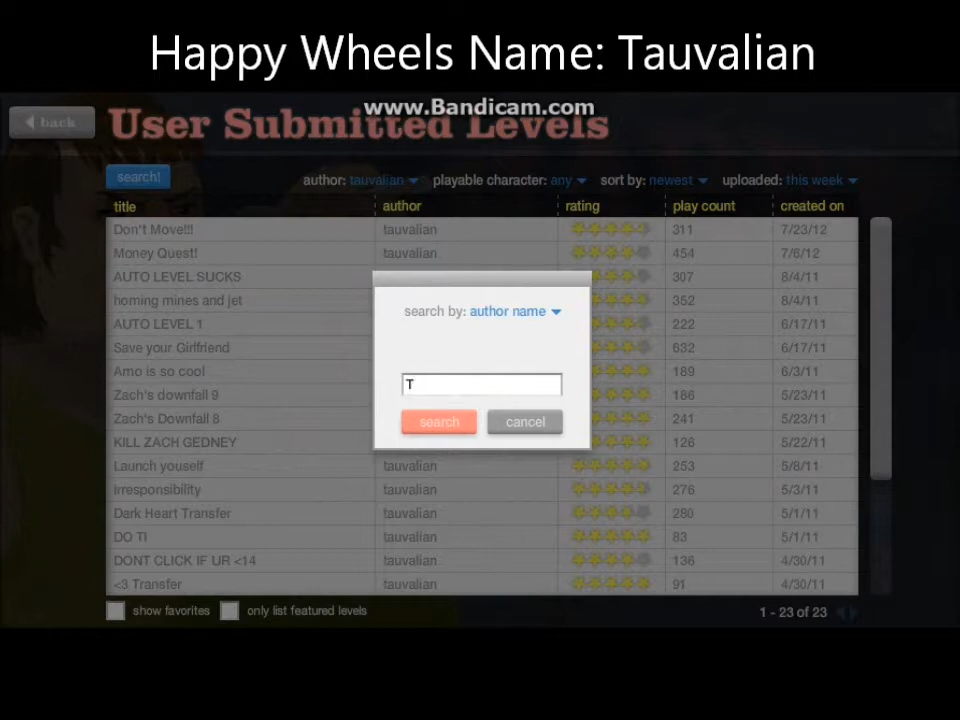 Happy Wheels Name: Tauvalian
www.Bandicam.com
back
User Submitted Levels
search!
author: tauvalian playable character: any sort by: newest uploaded: this week
title author rating play count created on
Don't Move!!! tauvalian 311 7/23/12
Money Quest! tauvalian 454 7/6/12
AUTO LEVEL SUCKS 307 8/4/11
homing mines and jet 352 8/4/11
AUTO LEVEL 1 222 6/17/11
Save your Girlfriend 632 6/17/11
Arno is so cool 189 6/3/11
Zach's downfall 9 186 5/23/11
Zach's Downfall 8 241 5/23/11
KILL ZACH GEDNEY 126 5/22/11
search by: author name
T
search cancel
Launch youself tauvalian 253 5/8/11
Irresponsibility tauvalian 276 5/3/11
Dark Heart Transfer tauvalian 280 5/1/11
DO TI tauvalian 83 5/1/11
DONT CLICK IF UR <14 tauvalian 136 4/30/11
<3 Transfer tauvalian 91 4/30/11
show favorites only list featured levels 1 - 23 of 23